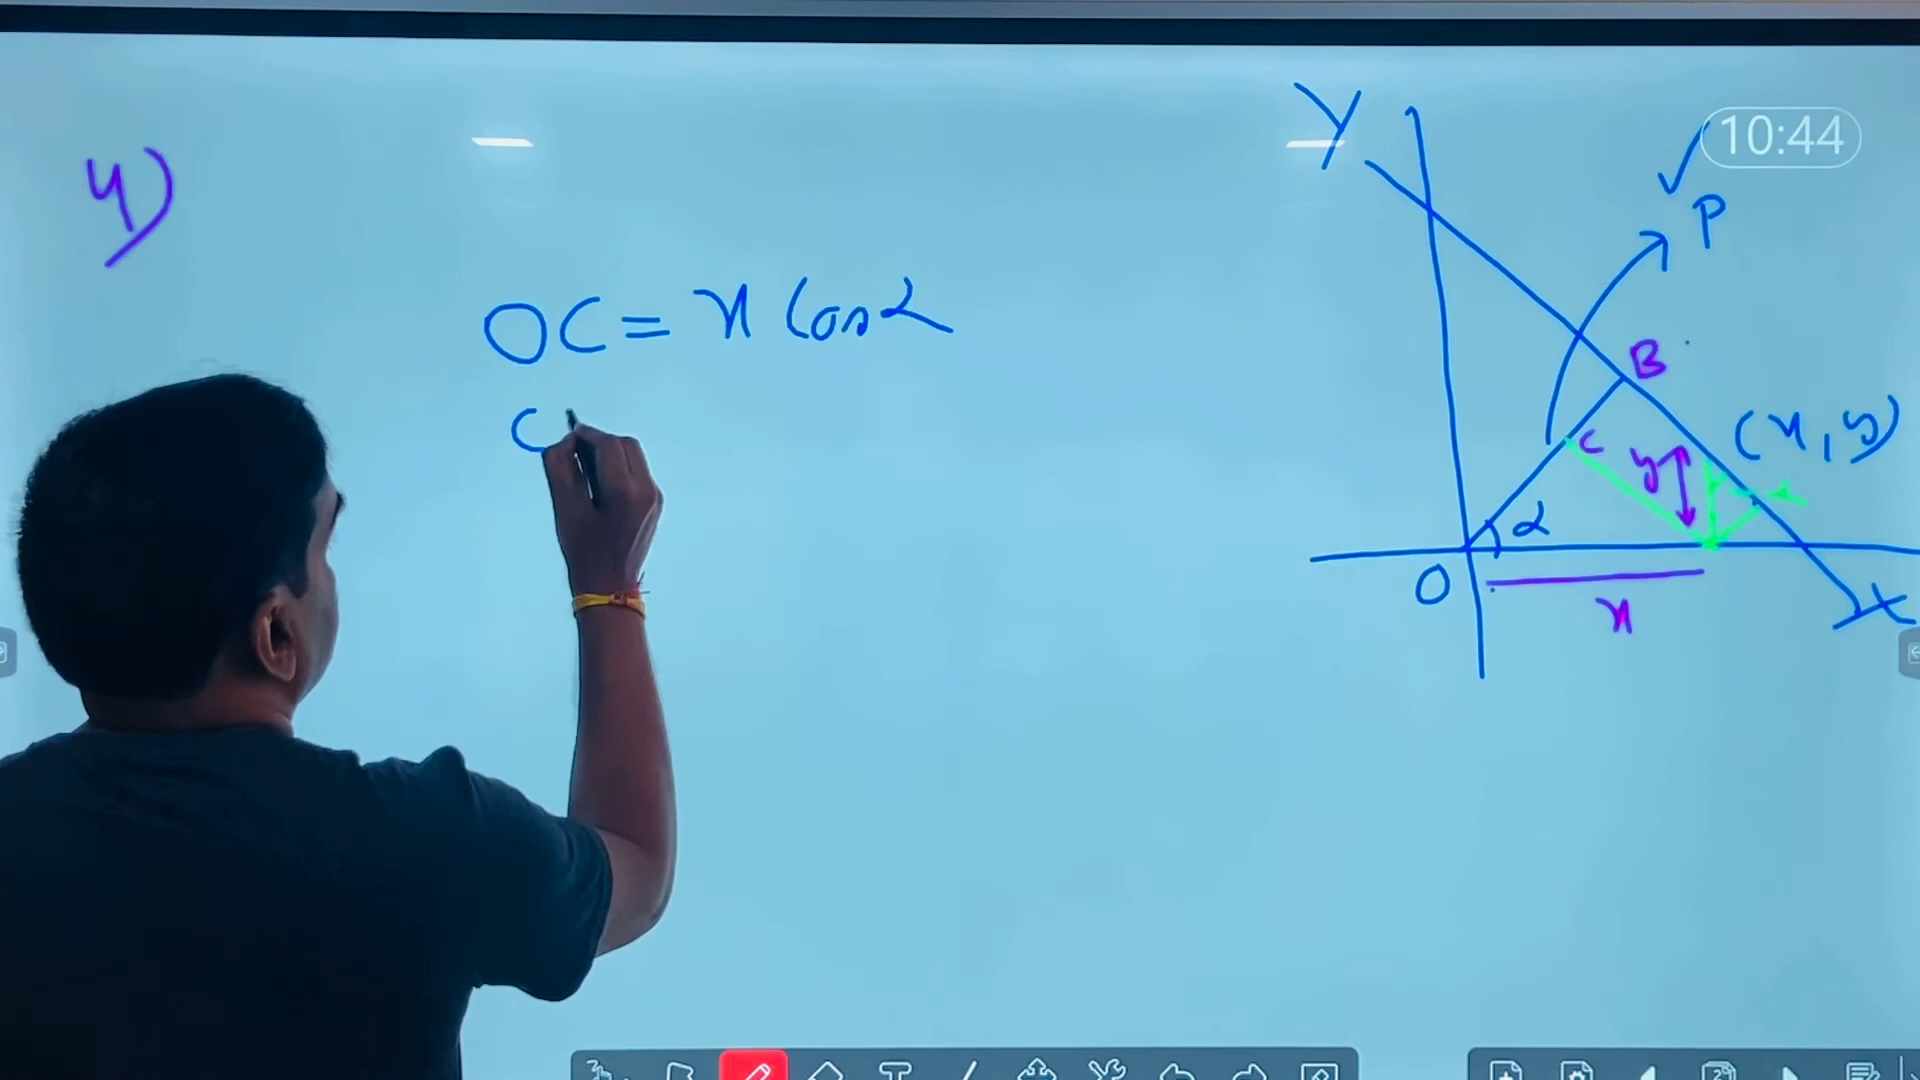 4)
OC = x Cos α
C
Y
10:44
P
B
(x, y)
C
y
α
O
x
X